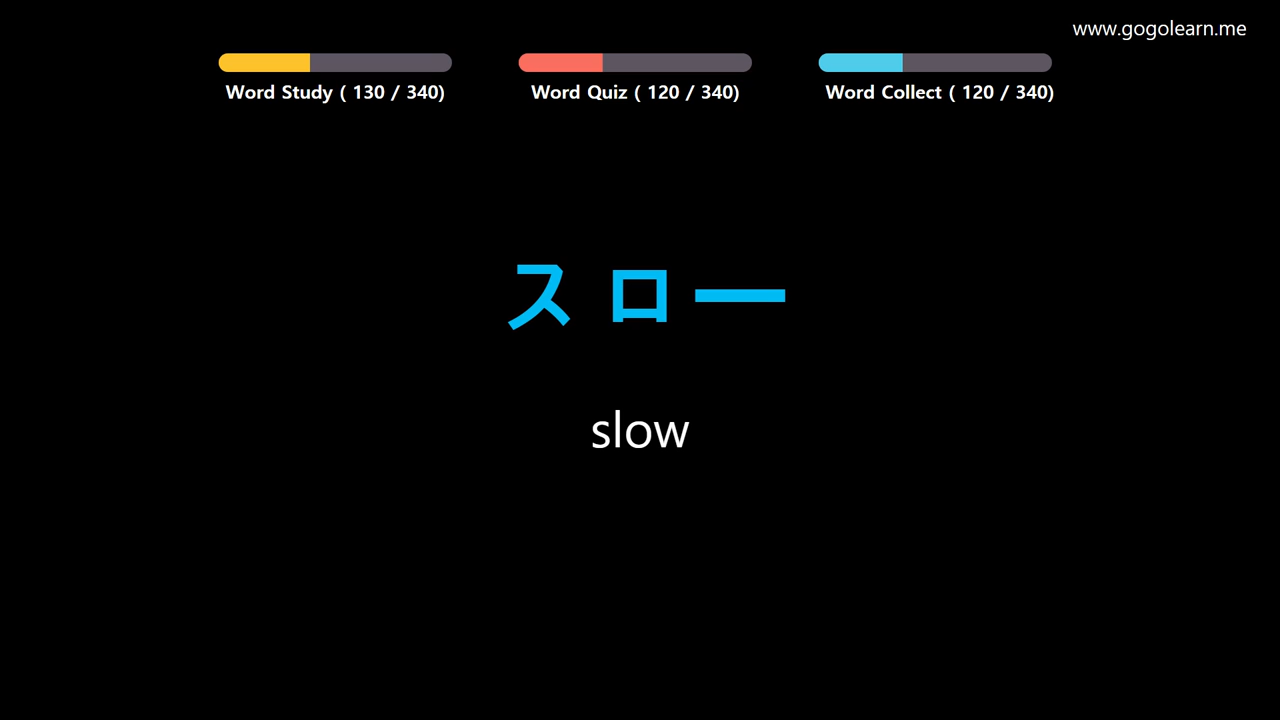 www.gogolearn.me
Word Study ( 130 / 340)
Word Quiz ( 120 / 340)
Word Collect ( 120 / 340)
スロー
slow